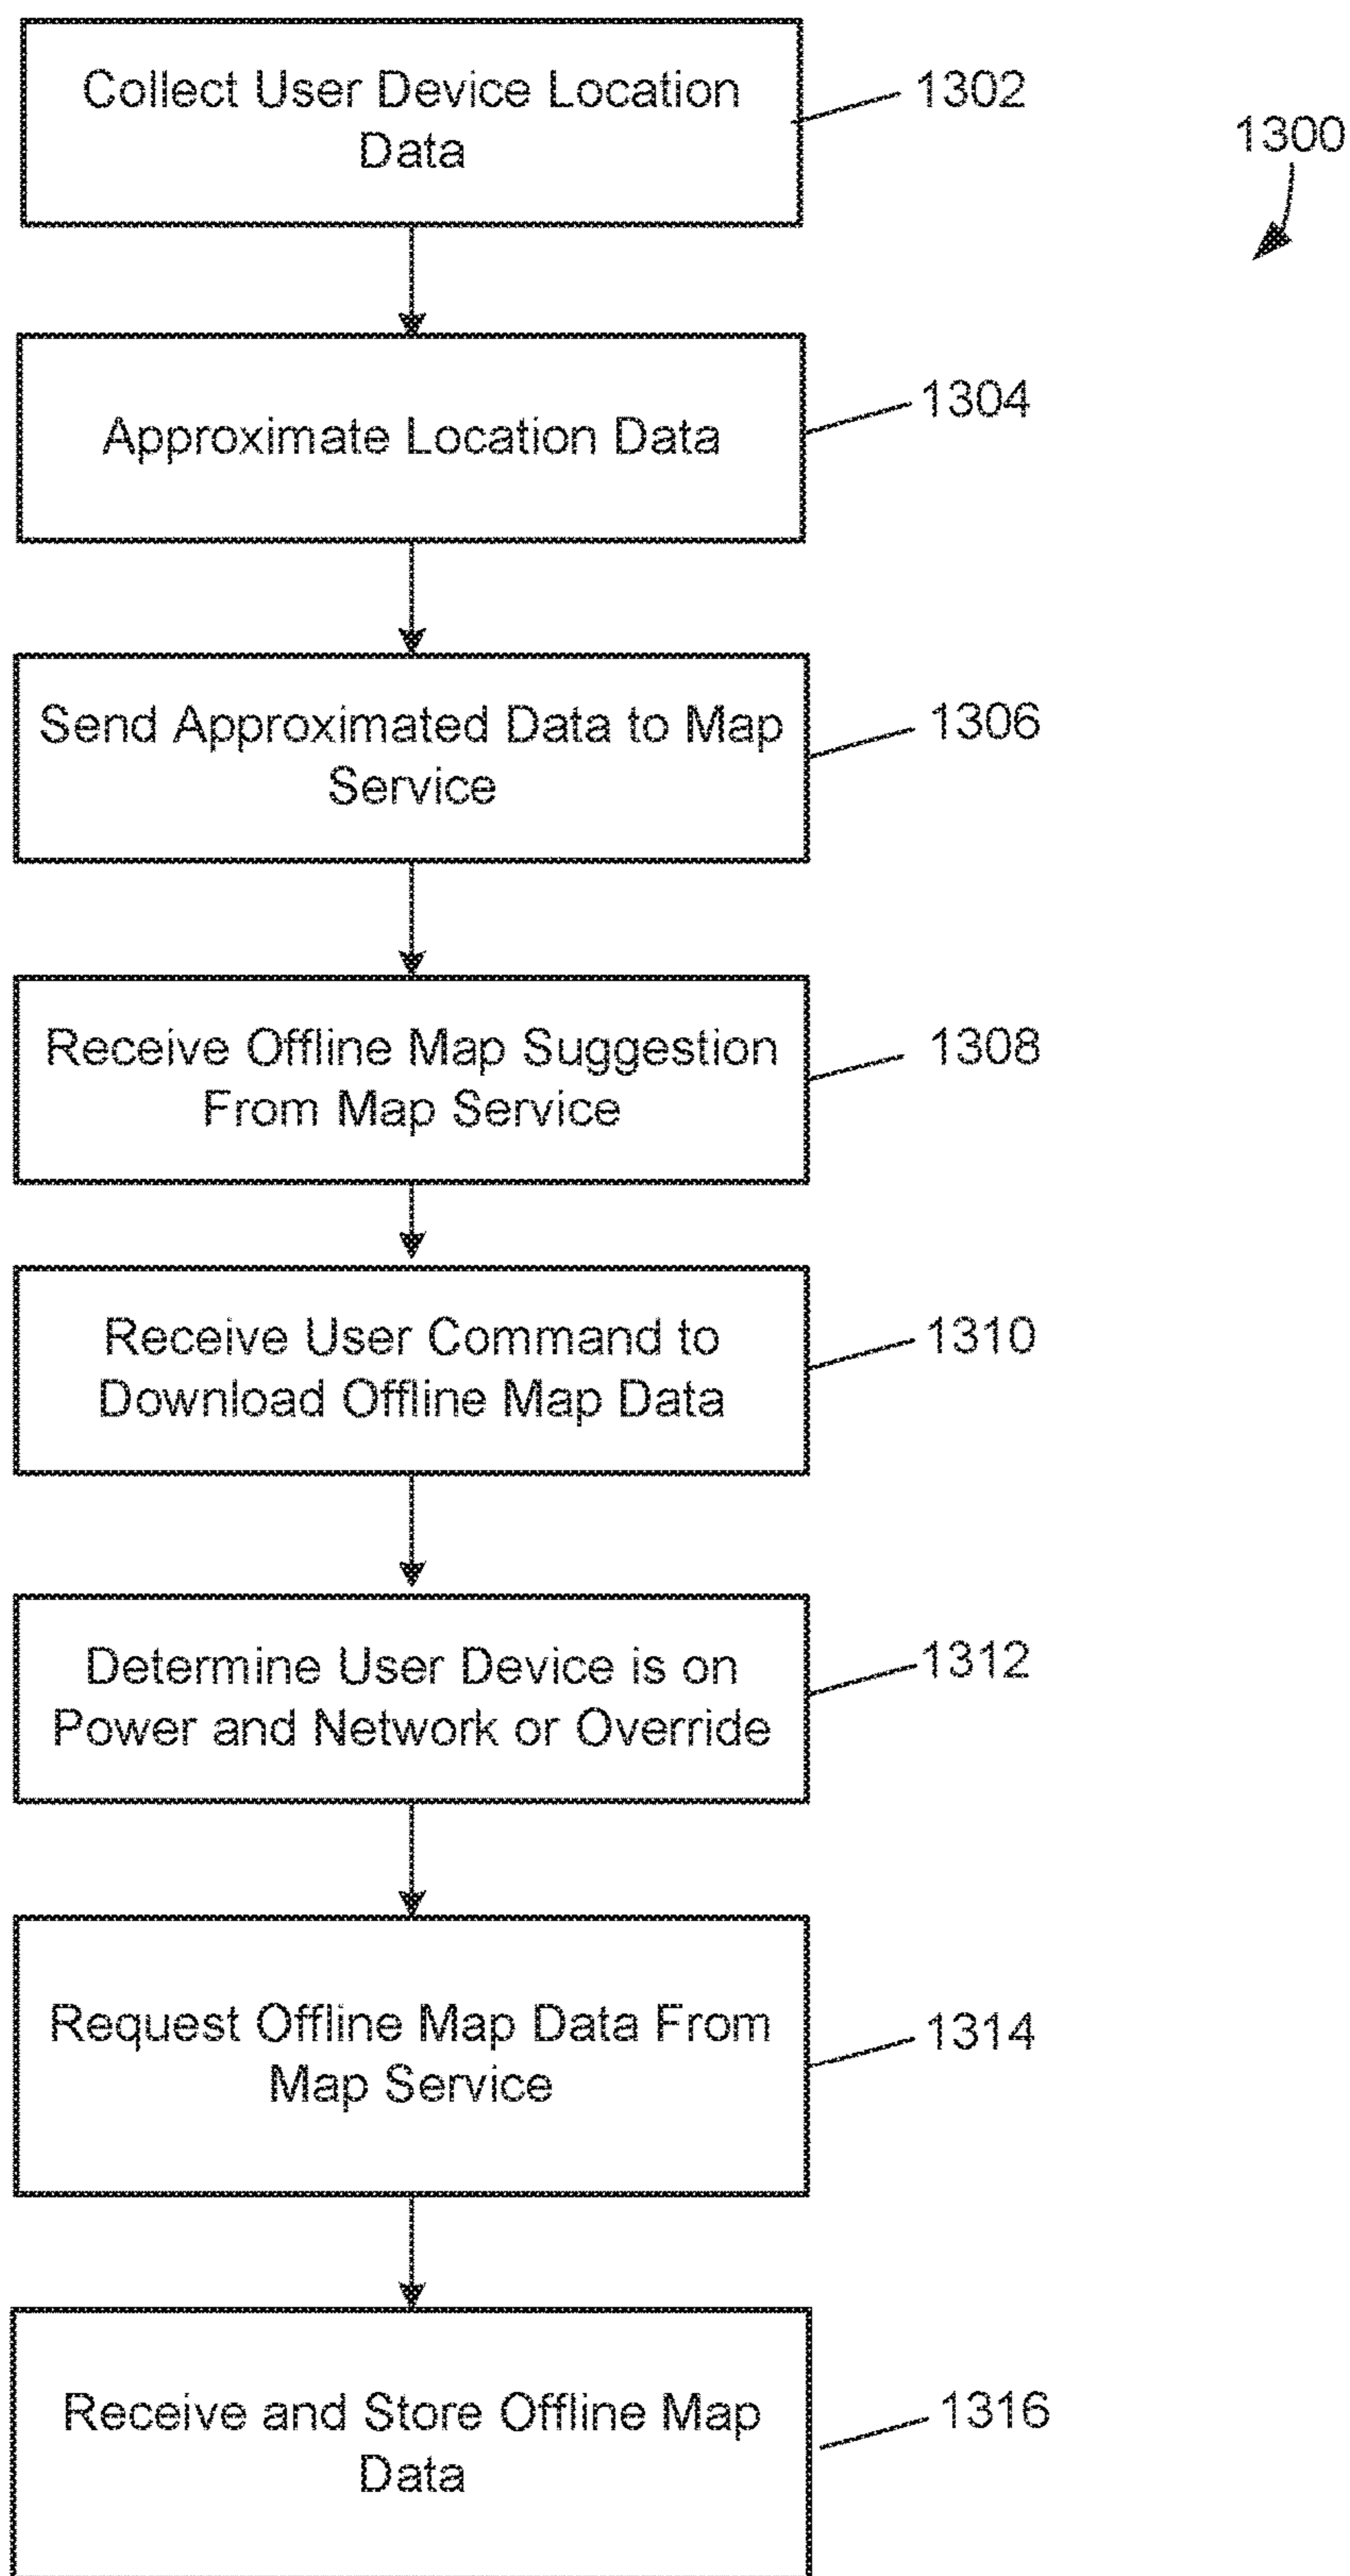 Collect User Device Location
Data
1302
1300
Approximate Location Data
1304
Send Approximated Data to Map
Service
1306
Receive Offline Map Suggestion
From Map Service
1308
Receive User Command to
Download Offline Map Data
1310
Determine User Device is on
Power and Network or Override
1312
Request Offline Map Data From
Map Service
1314
Receive and Store Offline Map
Data
1316